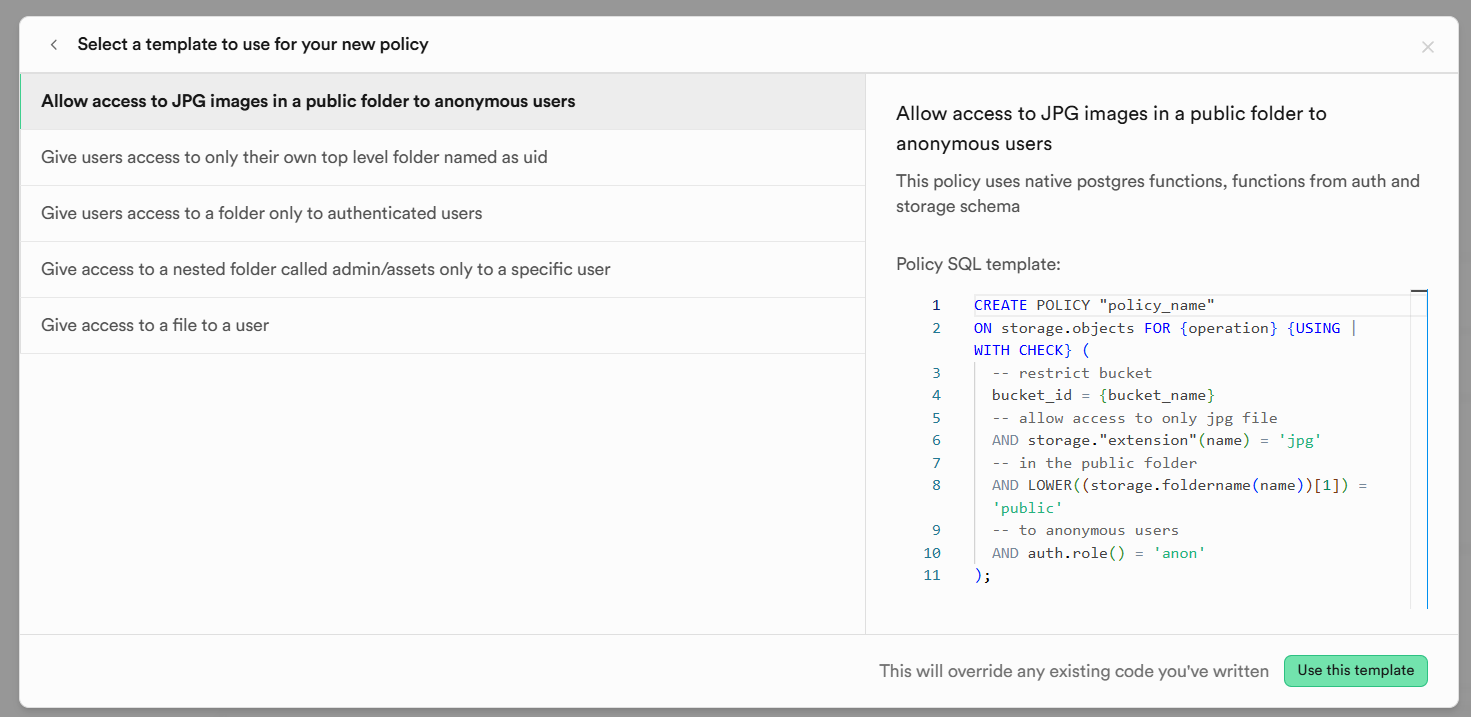 Select a template to use for your new policy
Allow access to JPG images in a public folder to anonymous users
Give users access to only their own top level folder named as uid
Give users access to a folder only to authenticated users
Give access to a nested folder called admin/assets only to a specific user
Give access to a file to a user
Allow access to JPG images in a public folder to
anonymous users
This policy uses native postgres functions, functions from auth and
storage schema
Policy SQL template:
1 CREATE POLICY "policy_name"
2 ON storage.objects FOR {operation} {USING |
WITH CHECK} (
3 -- restrict bucket
4 bucket_id = {bucket_name}
5 -- allow access to only jpg file
6 AND storage."extension"(name) = 'jpg'
7 -- in the public folder
8 AND LOWER((storage.foldername(name))[1]) =
'public'
9 -- to anonymous users
10 AND auth.role() = 'anon'
11 );
This will override any existing code you've written
Use this template